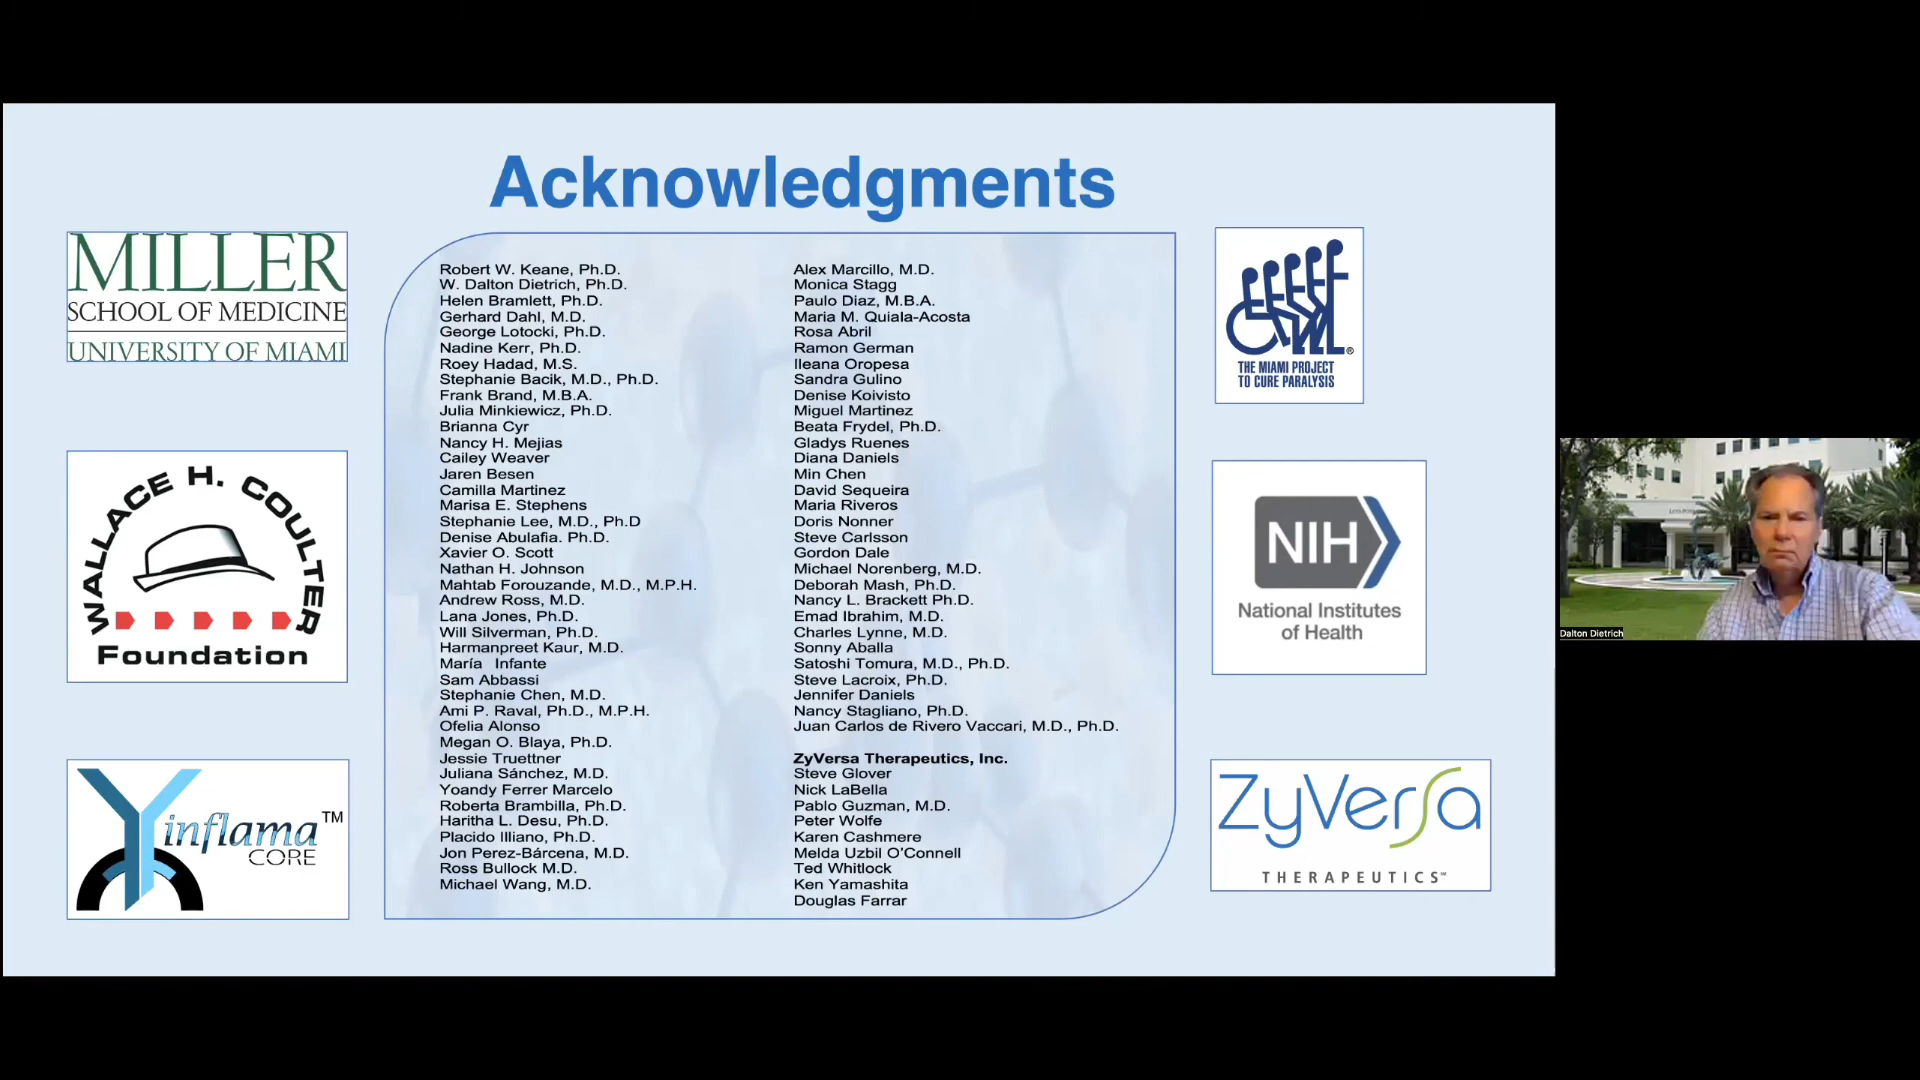 Acknowledgments
MILLER
SCHOOL OF MEDICINE
UNIVERSITY OF MIAMI
WALLACE H. COULTER
Foundation
inflama™
CORE
Robert W. Keane, Ph.D.
W. Dalton Dietrich, Ph.D.
Helen Bramlett, Ph.D.
Gerhard Dahl, M.D.
George Lotocki, Ph.D.
Nadine Kerr, Ph.D.
Roey Hadad, M.S.
Stephanie Bacik, M.D., Ph.D.
Frank Brand, M.B.A.
Julia Minkiewicz, Ph.D.
Brianna Cyr
Nancy H. Mejias
Cailey Weaver
Jaren Besen
Camilla Martinez
Marisa E. Stephens
Stephanie Lee, M.D., Ph.D
Denise Abulafia. Ph.D.
Xavier O. Scott
Nathan H. Johnson
Mahtab Forouzande, M.D., M.P.H.
Andrew Ross, M.D.
Lana Jones, Ph.D.
Will Silverman, Ph.D.
Harmanpreet Kaur, M.D.
María Infante
Sam Abbassi
Stephanie Chen, M.D.
Ami P. Raval, Ph.D., M.P.H.
Ofelia Alonso
Megan O. Blaya, Ph.D.
Jessie Truettner
Juliana Sánchez, M.D.
Yoandy Ferrer Marcelo
Roberta Brambilla, Ph.D.
Haritha L. Desu, Ph.D.
Placido Illiano, Ph.D.
Jon Perez-Bárcena, M.D.
Ross Bullock M.D.
Michael Wang, M.D.
Alex Marcillo, M.D.
Monica Stagg
Paulo Diaz, M.B.A.
Maria M. Quiala-Acosta
Rosa Abril
Ramon German
Ileana Oropesa
Sandra Gulino
Denise Koivisto
Miguel Martinez
Beata Frydel, Ph.D.
Gladys Ruenes
Diana Daniels
Min Chen
David Sequeira
Maria Riveros
Doris Nonner
Steve Carlsson
Gordon Dale
Michael Norenberg, M.D.
Deborah Mash, Ph.D.
Nancy L. Brackett Ph.D.
Emad Ibrahim, M.D.
Charles Lynne, M.D.
Sonny Aballa
Satoshi Tomura, M.D., Ph.D.
Steve Lacroix, Ph.D.
Jennifer Daniels
Nancy Stagliano, Ph.D.
Juan Carlos de Rivero Vaccari, M.D., Ph.D.
ZyVersa Therapeutics, Inc.
Steve Glover
Nick LaBella
Pablo Guzman, M.D.
Peter Wolfe
Karen Cashmere
Melda Uzbil O'Connell
Ted Whitlock
Ken Yamashita
Douglas Farrar
THE MIAMI PROJECT
TO CURE PARALYSIS
NIH
National Institutes
of Health
ZyVersa
THERAPEUTICS
Dalton Dietrich